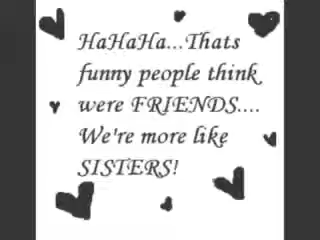 HaHaHa...Thats
funny people think
were FRIENDS....
We're more like
SISTERS!